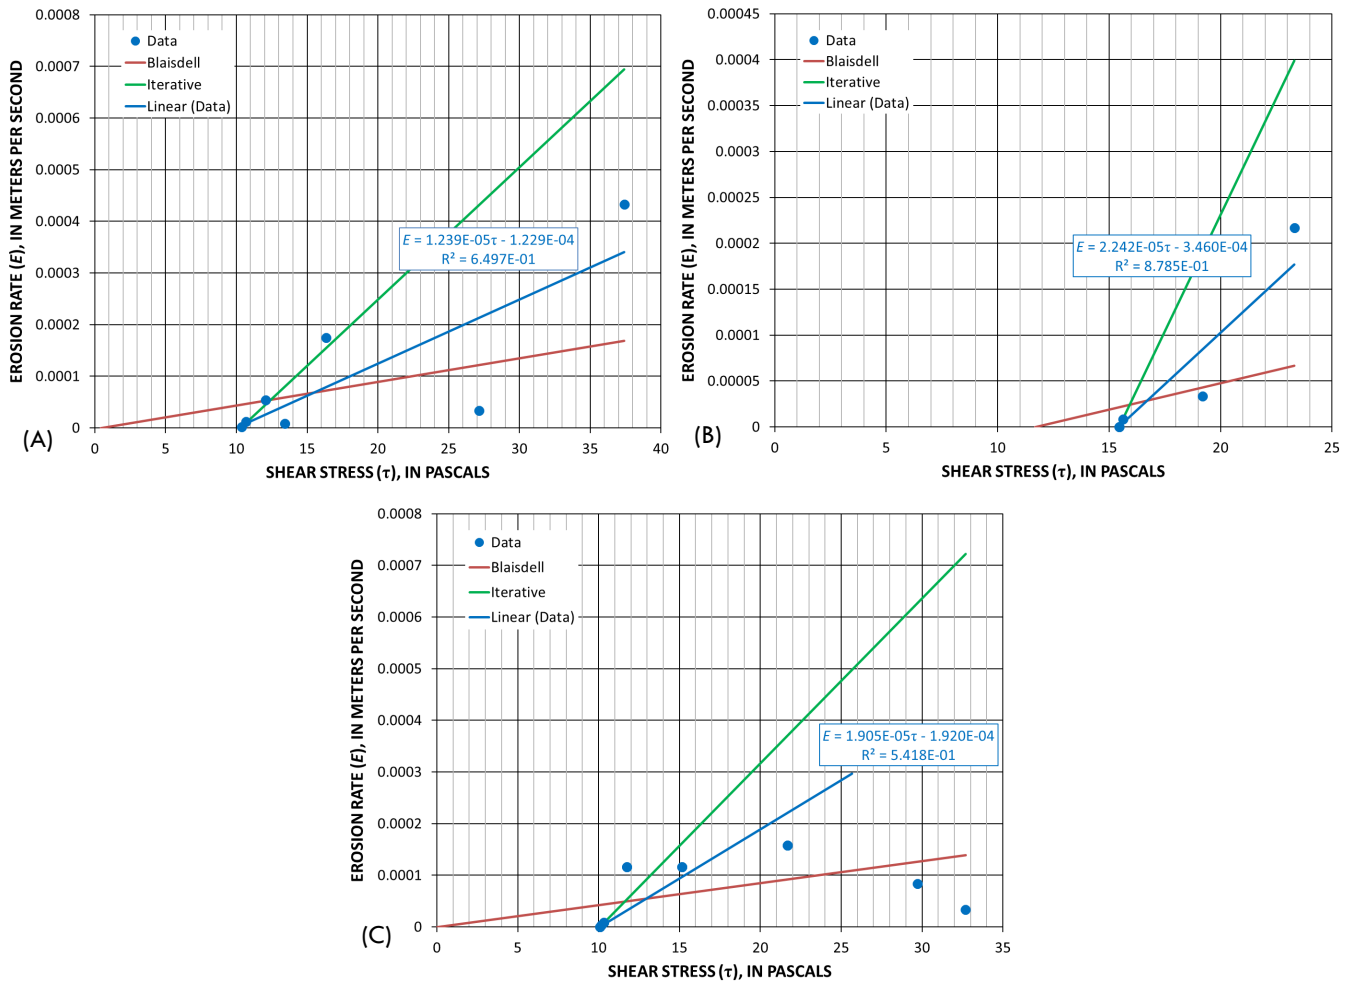 0.0008
0.0007
0.0006
0.0005
0.0004
0.0003
0.0002
0.0001
0
EROSION RATE (E), IN METERS PER SECOND
Data
Blaisdell
Iterative
Linear (Data)
E = 1.239E-05τ - 1.229E-04
R² = 6.497E-01
0 5 10 15 20 25 30 35 40
SHEAR STRESS (τ), IN PASCALS
(A)
0.00045
0.0004
0.00035
0.0003
0.00025
0.0002
0.00015
0.0001
0.00005
0
EROSION RATE (E), IN METERS PER SECOND
Data
Blaisdell
Iterative
Linear (Data)
E = 2.242E-05τ - 3.460E-04
R² = 8.785E-01
0 5 10 15 20 25
SHEAR STRESS (τ), IN PASCALS
(B)
0.0008
0.0007
0.0006
0.0005
0.0004
0.0003
0.0002
0.0001
0
EROSION RATE (E), IN METERS PER SECOND
Data
Blaisdell
Iterative
Linear (Data)
E = 1.905E-05τ - 1.920E-04
R² = 5.418E-01
0 5 10 15 20 25 30 35
SHEAR STRESS (τ), IN PASCALS
(C)